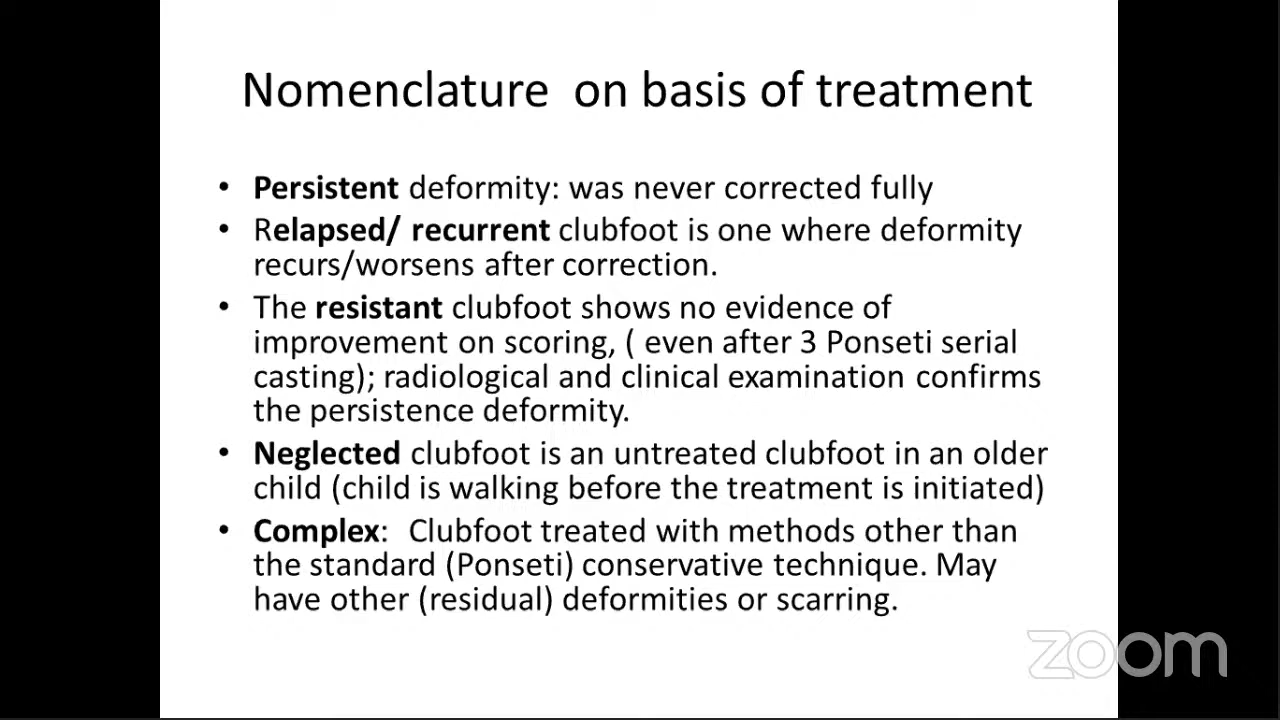 Nomenclature on basis of treatment
• Persistent deformity: was never corrected fully
• Relapsed/ recurrent clubfoot is one where deformity
recurs/worsens after correction.
• The resistant clubfoot shows no evidence of
improvement on scoring, ( even after 3 Ponseti serial
casting); radiological and clinical examination confirms
the persistence deformity.
• Neglected clubfoot is an untreated clubfoot in an older
child (child is walking before the treatment is initiated)
• Complex: Clubfoot treated with methods other than
the standard (Ponseti) conservative technique. May
have other (residual) deformities or scarring.
zoom